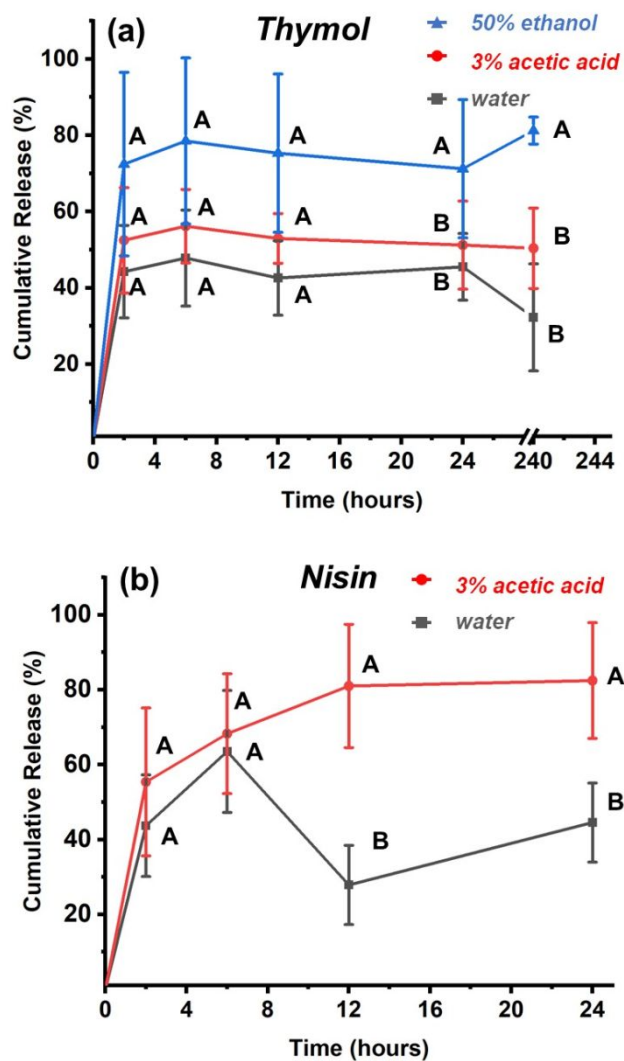 (a)
Thymol
50% ethanol
3% acetic acid
water
Cumulative Release (%)
100
80
60
40
20
A
A
A
A
A
A
A
A
B
B
A
A
A
B
B
0 4 8 12 16 20 24 240 244
Time (hours)
(b)
Nisin
3% acetic acid
water
Cumulative Release (%)
100
80
60
40
20
A
A
A
A
A
A
B
B
0 4 8 12 16 20 24
Time (hours)